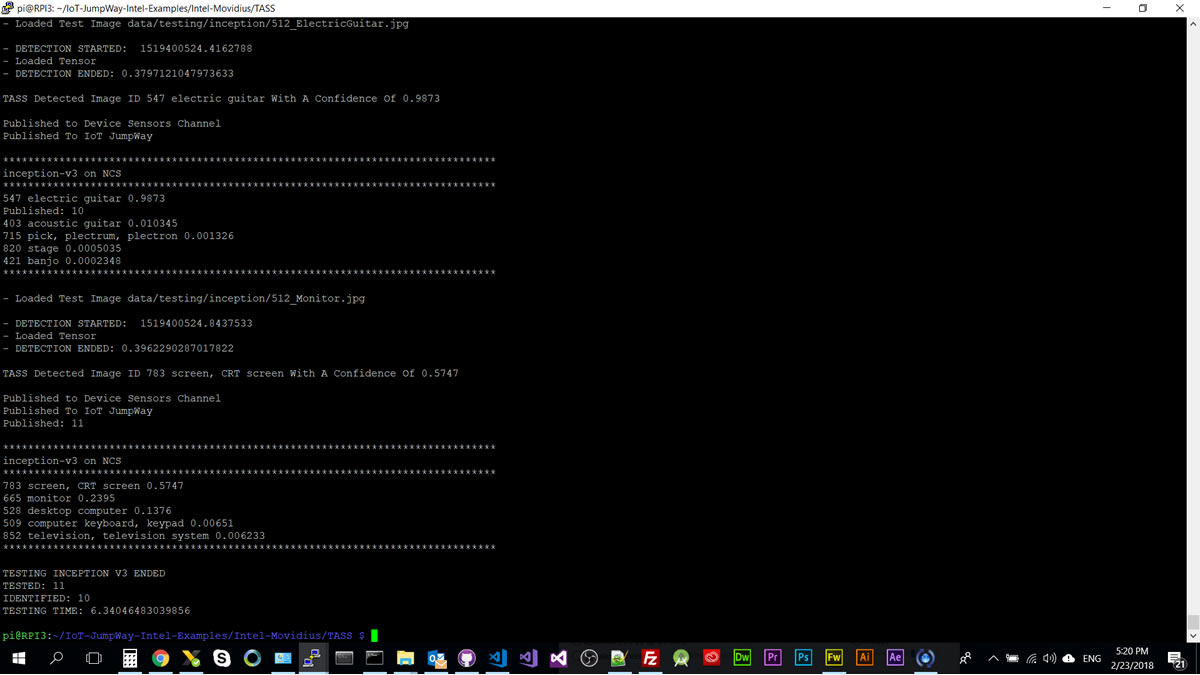 pi@RPI3: ~/IoT-JumpWay-Intel-Examples/Intel-Movidius/TASS
- Loaded Test Image data/testing/inception/512_ElectricGuitar.jpg
- DETECTION STARTED:  1519400524.4162788
- Loaded Tensor
- DETECTION ENDED: 0.3797121047973633
TASS Detected Image ID 547 electric guitar With A Confidence Of 0.9873
Published to Device Sensors Channel
Published To IoT JumpWay
*******************************************************************************
inception-v3 on NCS
*******************************************************************************
547 electric guitar 0.9873
Published: 10
403 acoustic guitar 0.010345
715 pick, plectrum, plectron 0.001326
820 stage 0.0005035
421 banjo 0.0002348
*******************************************************************************
- Loaded Test Image data/testing/inception/512_Monitor.jpg
- DETECTION STARTED:  1519400524.8437533
- Loaded Tensor
- DETECTION ENDED: 0.3962290287017822
TASS Detected Image ID 783 screen, CRT screen With A Confidence Of 0.5747
Published to Device Sensors Channel
Published To IoT JumpWay
Published: 11
*******************************************************************************
inception-v3 on NCS
*******************************************************************************
783 screen, CRT screen 0.5747
665 monitor 0.2395
528 desktop computer 0.1376
509 computer keyboard, keypad 0.00651
852 television, television system 0.006233
*******************************************************************************
TESTING INCEPTION V3 ENDED
TESTED: 11
IDENTIFIED: 10
TESTING TIME: 6.34046483039856
pi@RPI3:~/IoT-JumpWay-Intel-Examples/Intel-Movidius/TASS $
Dw Pr Ps Fw Ai Ae
ENG
5:20 PM
2/23/2018
21